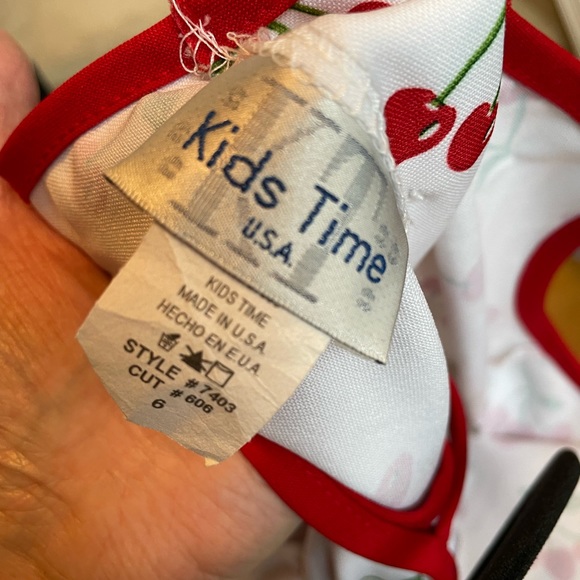 Kids Time
U.S.A.
KIDS TIME
MADE IN U.S.A.
HECHO EN E.U.A
STYLE # 7403
CUT # 606
6